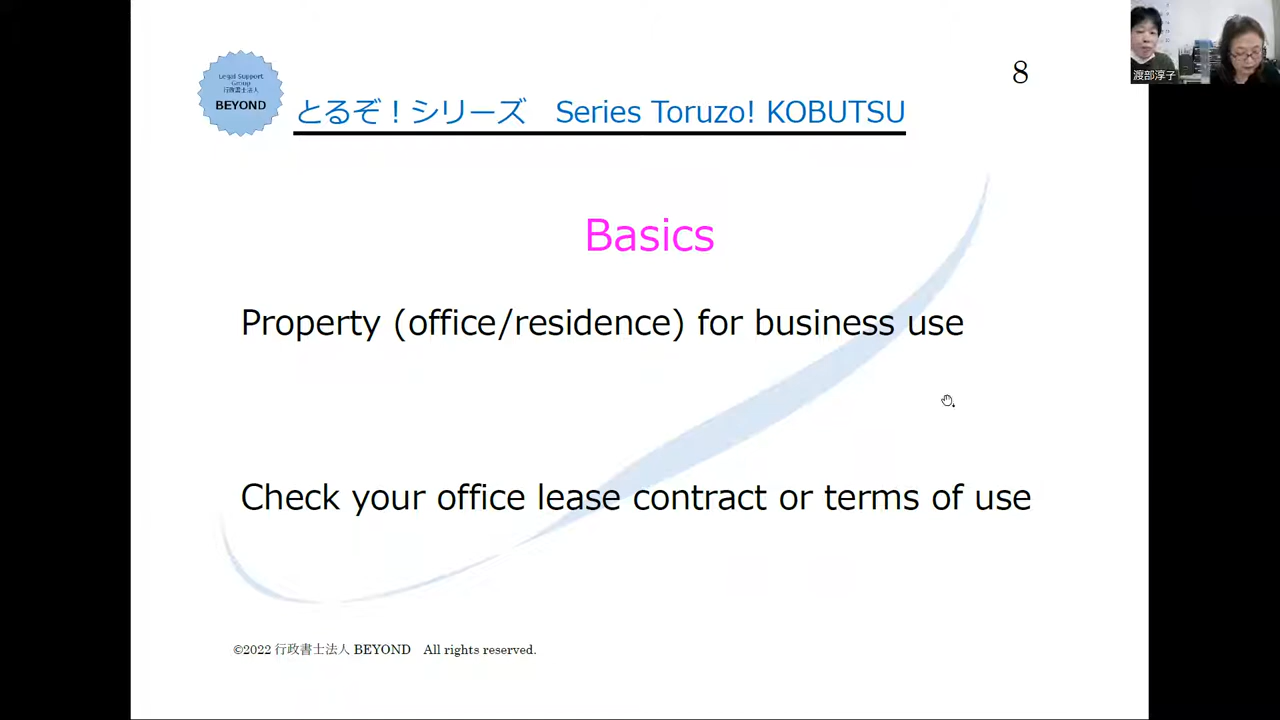 Legal Support
Group
行政書士法人
BEYOND
とるぞ！シリーズ　Series Toruzo! KOBUTSU
8
渡部淳子
Basics
Property (office/residence) for business use
Check your office lease contract or terms of use
©2022 行政書士法人 BEYOND　All rights reserved.